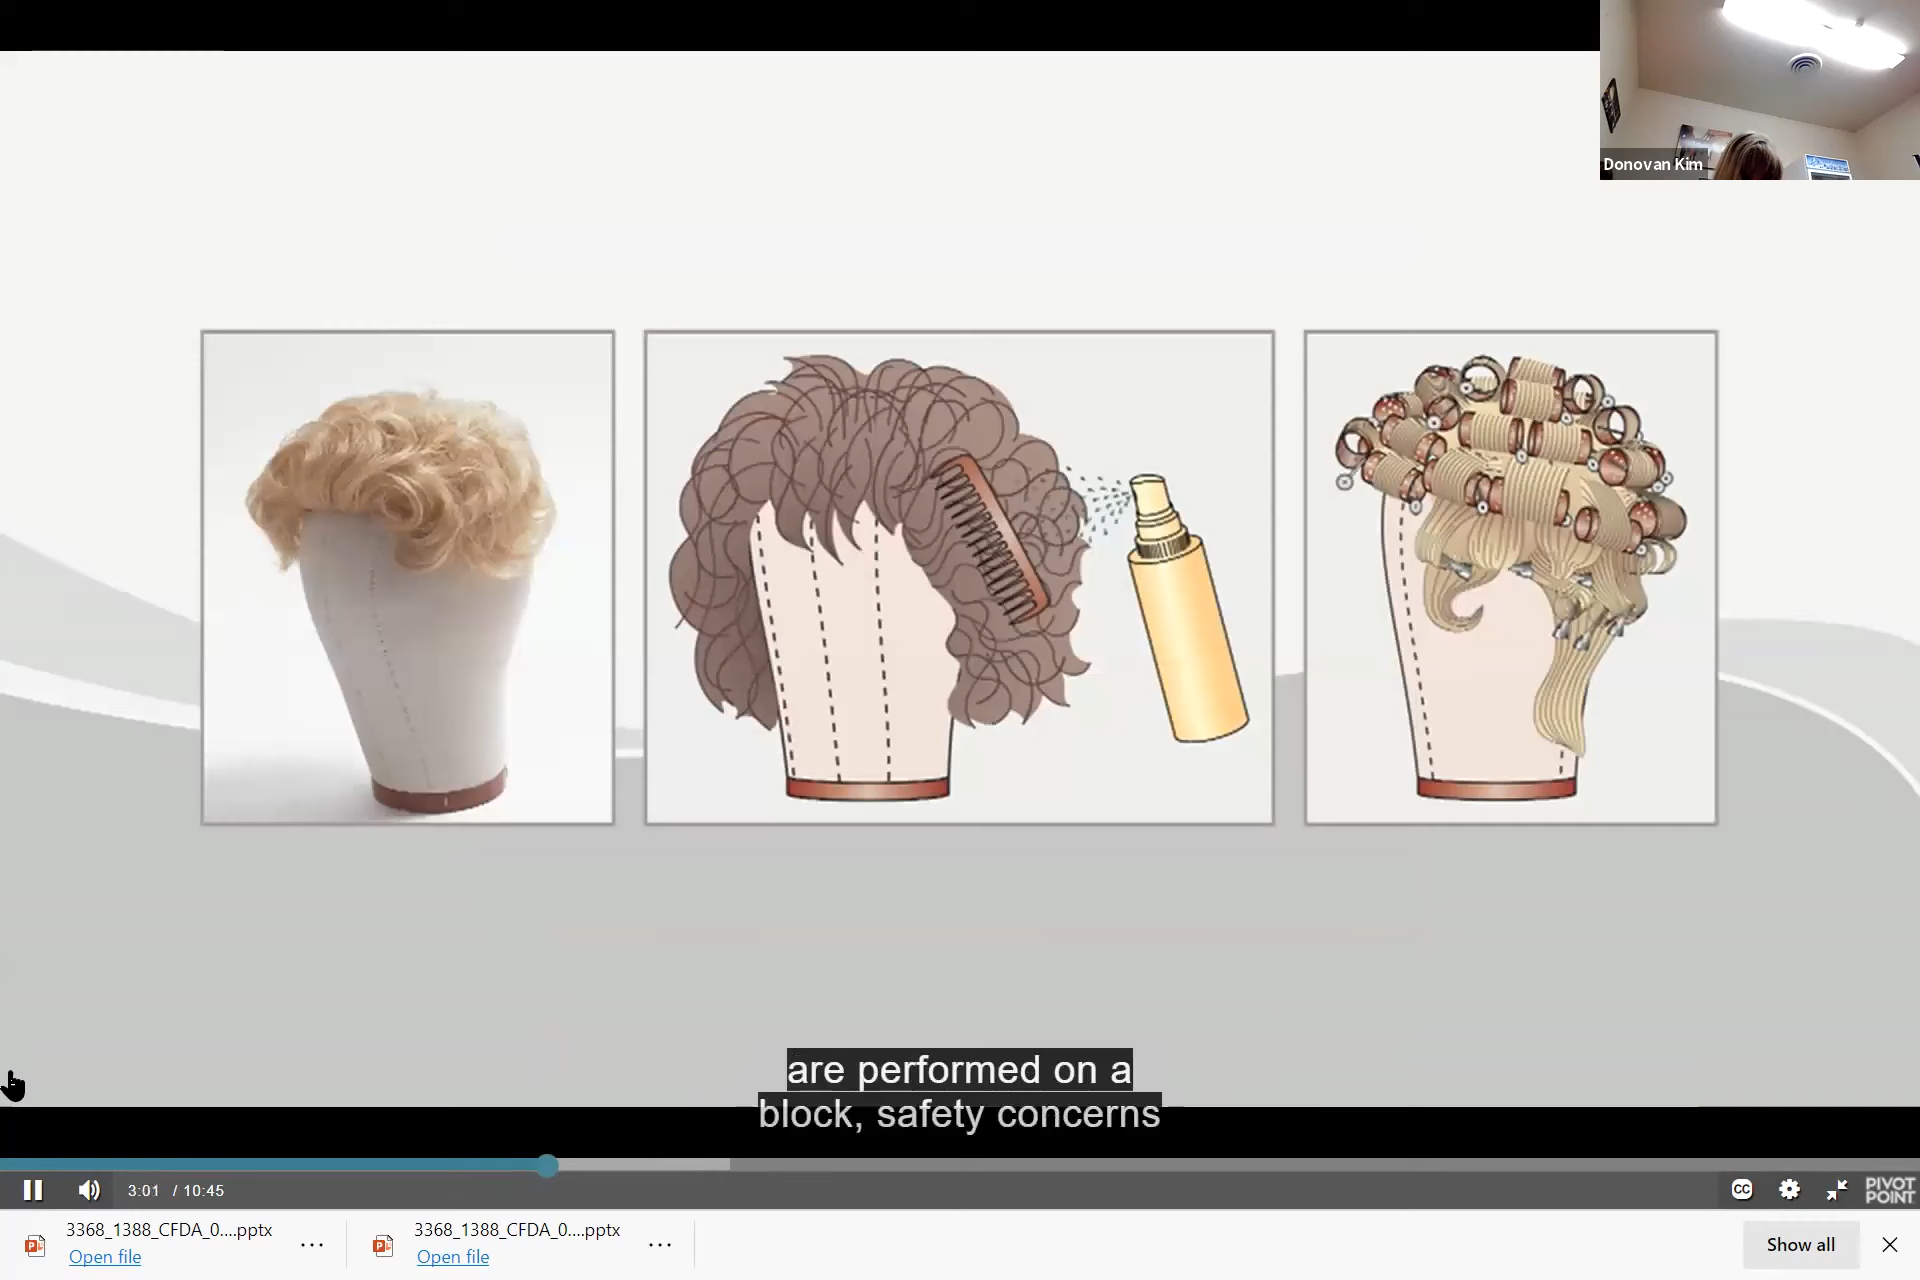 Donovan Kim
are performed on a
block, safety concerns
3:01 / 10:45
CC
PIVOT
POINT
3368_1388_CFDA_0....pptx
Open file
3368_1388_CFDA_0....pptx
Open file
Show all